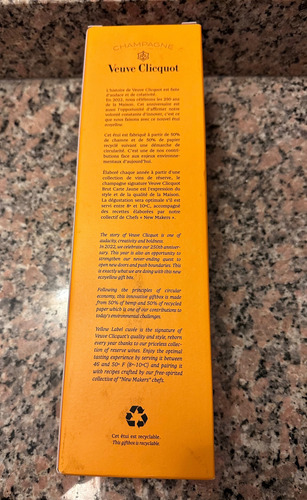 CHAMPAGNE
Veuve Clicquot
L'histoire de Veuve Clicquot est faite
d'audace et de créativité.
En 2022, nous célébrons les 250 ans
de la Maison. Cet anniversaire est
aussi l'opportunité d'affirmer notre
volonté constante d'innover, c'est ce
que nous faisons avec ce nouvel étui
ecoyellow.
Cet étui est fabriqué à partir de 50%
de chanvre et de 50% de papier
recyclé suivant une démarche de
circularité. C'est une de nos contri-
butions face aux enjeux environne-
mentaux d'aujourd'hui.
Élaboré chaque année à partir d'une
collection de vins de réserve, le
champagne signature Veuve Clicquot
Brut Carte Jaune est l'expression du
style et de la qualité de la Maison.
La dégustation sera optimale s'il est
servi entre 8• et 10•C, accompagné
des recettes élaborées par notre
collectif de Chefs « New Makers ».
The story of Veuve Clicquot is one of
audacity, creativity and boldness.
In 2022, we celebrate our 250th anniver-
sary. This year is also an opportunity to
strengthen our never-ending quest to
open new doors and push boundaries. This
is exactly what we are doing with this new
ecoyellow gift box.
Following the principles of circular
economy, this innovative giftbox is made
from 50% of hemp and 50% of recycled
paper which is one of our contributions to
today's environmental challenges.
Yellow Label cuvée is the signature of
Veuve Clicquot's quality and style, reborn
every year thanks to our priceless collec-
tion of reserve wines. Enjoy the optimal
tasting experience by serving it between
46 and 50• F (8–10•C) and pairing it
with recipes crafted by our free-spirited
collective of "New Makers" chefs.
Cet étui est recyclable.
This giftbox is recyclable.